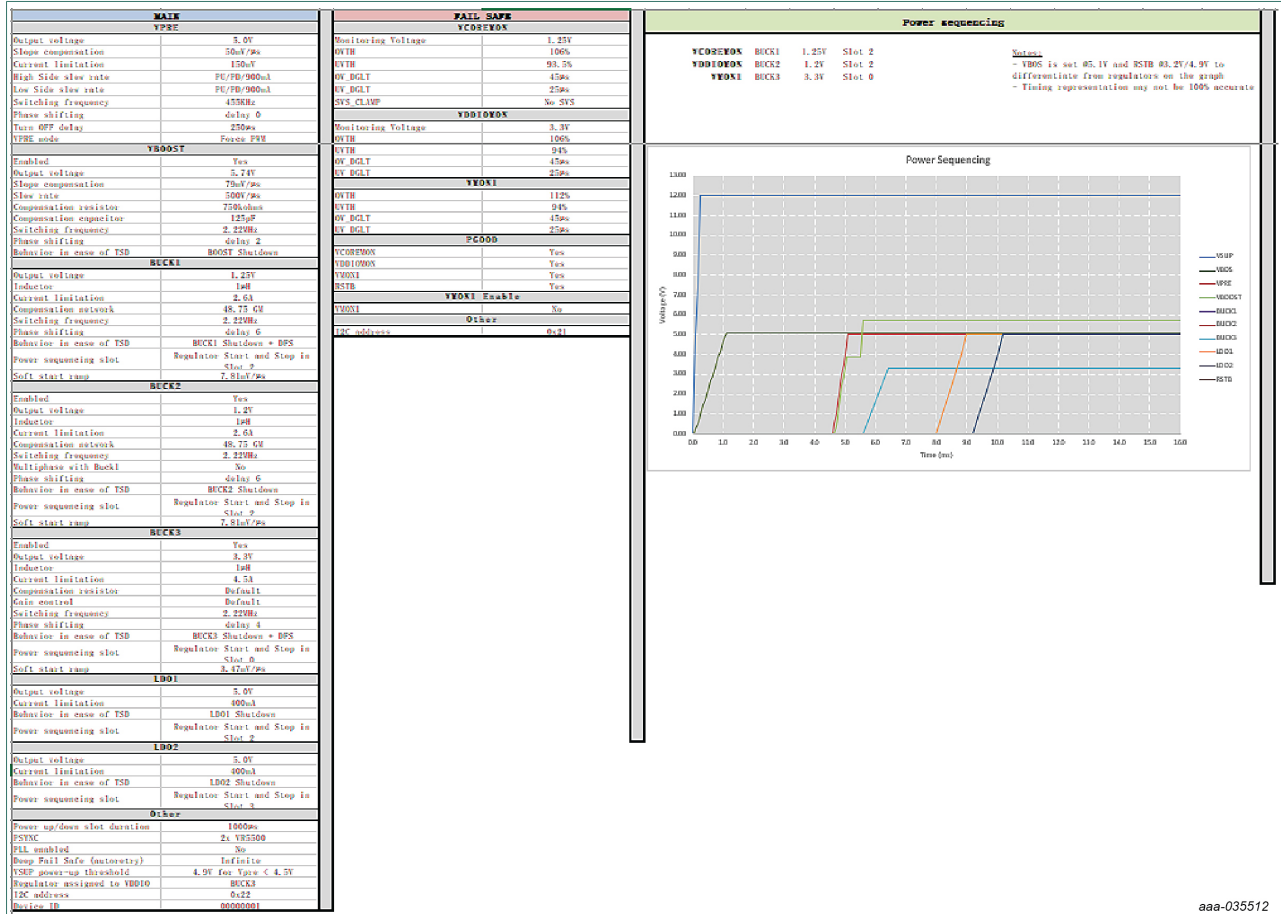 MAIN
VPRE
Output voltage 5.0V
Slope compensation 50mV/µs
Current limitation 150mV
High Side slew rate PU/PD/900mA
Low Side slew rate PU/PD/900mA
Switching frequency 455KHz
Phase shifting delay 0
Turn OFF delay 250µs
VPRE mode Force PWM
VBOOST
Enabled Yes
Output voltage 5.74V
Slope compensation 79mV/µs
Slew rate 500V/µs
Compensation resistor 750kohms
Compensation capacitor 125pF
Switching frequency 2.22MHz
Phase shifting delay 2
Behavior in case of TSD BOOST Shutdown
BUCK1
Output voltage 1.25V
Inductor 1µH
Current limitation 2.6A
Compensation network 48.75 GM
Switching frequency 2.22MHz
Phase shifting delay 6
Behavior in case of TSD BUCK1 Shutdown + DFS
Power sequencing slot Regulator Start and Stop in
Slot 2
Soft start ramp 7.81mV/µs
BUCK2
Enabled Yes
Output voltage 1.2V
Inductor 1µH
Current limitation 2.6A
Compensation network 48.75 GM
Switching frequency 2.22MHz
Multiphase with Buck1 No
Phase shifting delay 6
Behavior in case of TSD BUCK2 Shutdown
Power sequencing slot Regulator Start and Stop in
Slot 2
Soft start ramp 7.81mV/µs
BUCK3
Enabled Yes
Output voltage 3.3V
Inductor 1µH
Current limitation 4.5A
Compensation resistor Default
Gain control Default
Switching frequency 2.22MHz
Phase shifting delay 4
Behavior in case of TSD BUCK3 Shutdown + DFS
Power sequencing slot Regulator Start and Stop in
Slot 0
Soft start ramp 3.47mV/µs
LDO1
Output voltage 5.0V
Current limitation 400mA
Behavior in case of TSD LDO1 Shutdown
Power sequencing slot Regulator Start and Stop in
Slot 2
LDO2
Output voltage 5.0V
Current limitation 400mA
Behavior in case of TSD LDO2 Shutdown
Power sequencing slot Regulator Start and Stop in
Slot 3
Other
Power up/down slot duration 1000µs
PSYNC 2x VR5500
PLL enabled No
Deep Fail Safe (autoretry) Infinite
VSUP power-up threshold 4.9V for Vpre < 4.5V
Regulator assigned to VDDIO BUCK3
I2C address 0x22
Device ID 00000001
FAIL SAFE
VCOREMON
Monitoring Voltage 1.25V
OVTH 106%
UVTH 93.5%
OV_DGLT 45µs
UV_DGLT 25µs
SVS_CLAMP No SVS
VDDIOMON
Monitoring Voltage 3.3V
OVTH 106%
UVTH 94%
OV_DGLT 45µs
UV_DGLT 25µs
VMON1
OVTH 112%
UVTH 94%
OV_DGLT 45µs
UV_DGLT 25µs
PGOOD
VCOREMON Yes
VDDIOMON Yes
VMON1 Yes
RSTB Yes
VMON1 Enable
VMON1 No
Other
I2C address 0x21
Power sequencing
VCOREMON BUCK1 1.25V Slot 2
VDDIOMON BUCK2 1.2V Slot 2
VMON1 BUCK3 3.3V Slot 0
Notes:
- VBOS is set @5.1V and RSTB @3.2V/4.9V to
differentiate from regulators on the graph
- Timing representation may not be 100% accurate
Power Sequencing
Voltage (V)
13.00
12.00
11.00
10.00
9.00
8.00
7.00
6.00
5.00
4.00
3.00
2.00
1.00
0.00
0.0 1.0 2.0 3.0 4.0 5.0 6.0 7.0 8.0 9.0 10.0 11.0 12.0 13.0 14.0 15.0 16.0
Time (ms)
VSUP
VBOS
VPRE
VBOOST
BUCK1
BUCK2
BUCK3
LDO1
LDO2
RSTB
aaa-035512